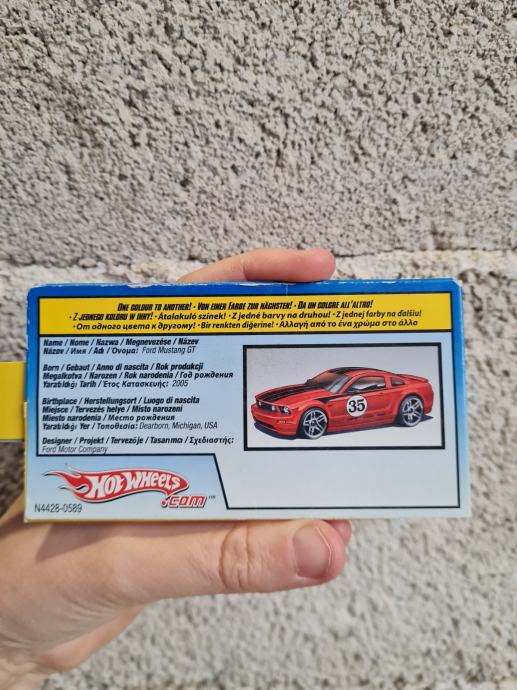 ONE COLOUR TO ANOTHER! · VON EINER FARBE ZUR NÄCHSTEN! · DA UN COLORE ALL'ALTRO!
· Z JEDNEGO KOLORU W INNY! · Átalakuló színek! · Z jedné barvy na druhou! · Z jednej farby na ďalšiu!
· От одного цвета к другому! · Bir renkten diğerine! · Αλλαγή από το ένα χρώμα στο άλλο
Name / Nome / Nazwa / Megnevezése / Název
Názov / Имя / Adı / Όνομα: Ford Mustang GT
Born / Gebaut / Anno di nascita / Rok produkcji
Megalkotva / Narozen / Rok narodenia / Год рождения
Yaratıldığı Tarih / Έτος Κατασκευής: 2005
Birthplace / Herstellungsort / Luogo di nascita
Miejsce / Tervezés helye / Místo narození
Miesto narodenia / Место рождения
Yaratıldığı Yer / Τοποθεσία: Dearborn, Michigan, USA
Designer / Projekt / Tervezője / Tasarımcı / Σχεδιαστής:
Ford Motor Company
35
HOT WHEELS
.COM™
N4428-0589